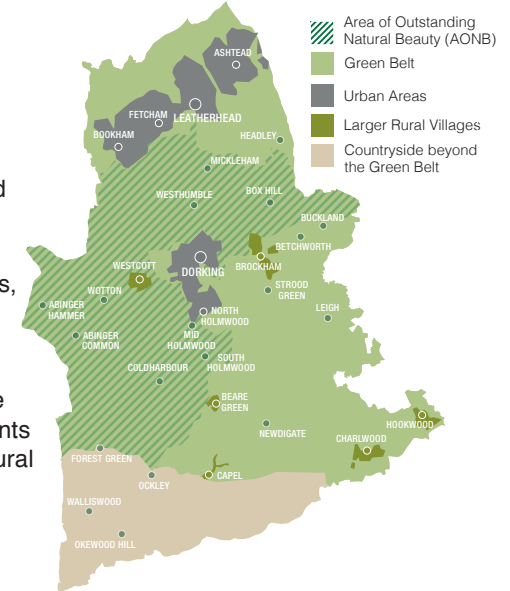 Area of Outstanding
Natural Beauty (AONB)
Green Belt
Urban Areas
Larger Rural Villages
Countryside beyond
the Green Belt
ASHTEAD
LEATHERHEAD
FETCHAM
BOOKHAM
HEADLEY
MICKLEHAM
WESTHUMBLE
BOX HILL
BUCKLAND
BETCHWORTH
BROCKHAM
DORKING
WESTCOTT
STROOD
GREEN
WOTTON
ABINGER
HAMMER
NORTH
HOLMWOOD
LEIGH
ABINGER
COMMON
MID
HOLMWOOD
SOUTH
HOLMWOOD
COLDHARBOUR
BEARE
GREEN
NEWDIGATE
HOOKWOOD
CHARLWOOD
FOREST GREEN
OCKLEY
CAPEL
WALLISWOOD
OKEWOOD HILL